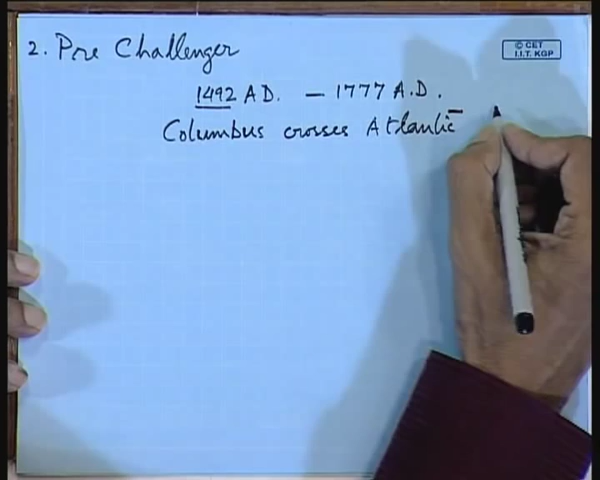 2. Pre Challenger
© CET
I.I.T. KGP
1492 A D. — 1777 A.D.
Columbus crosses Atlantic